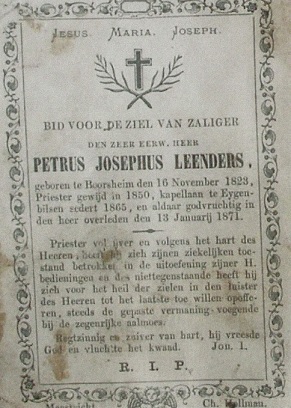 Jesus. Maria. Joseph.
BID VOOR DE ZIEL VAN ZALIGER
DEN ZEER EERW. HEER
PETRUS JOSEPHUS LEENDERS,
geboren te Boorsheim den 16 November 1823,
Priester gewijd in 1850, kapellaan te Eygen-
bilsen sedert 1865, en aldaar godvruchtig in
den heer overleden den 13 Januarij 1871.
Priester vol ijver en volgens het hart des
Heeren, heeft hij zich zijnen ziekelijken toe-
stand betrokken in de uitoefening zijner H.
bedieningen en des niettegenstaande heeft hij
zich voor het heil der zielen in den luister
des Heeren tot het laatste toe willen opoffe-
ren, steeds de gepaste vermaning voegende
bij de zegenrijke aalmoes.
Regtzinnig en zuiver van hart, hij vreesde
God en vluchtte het kwaad. Job. 1.
R. I. P.
Maastricht Ch. Hollman.